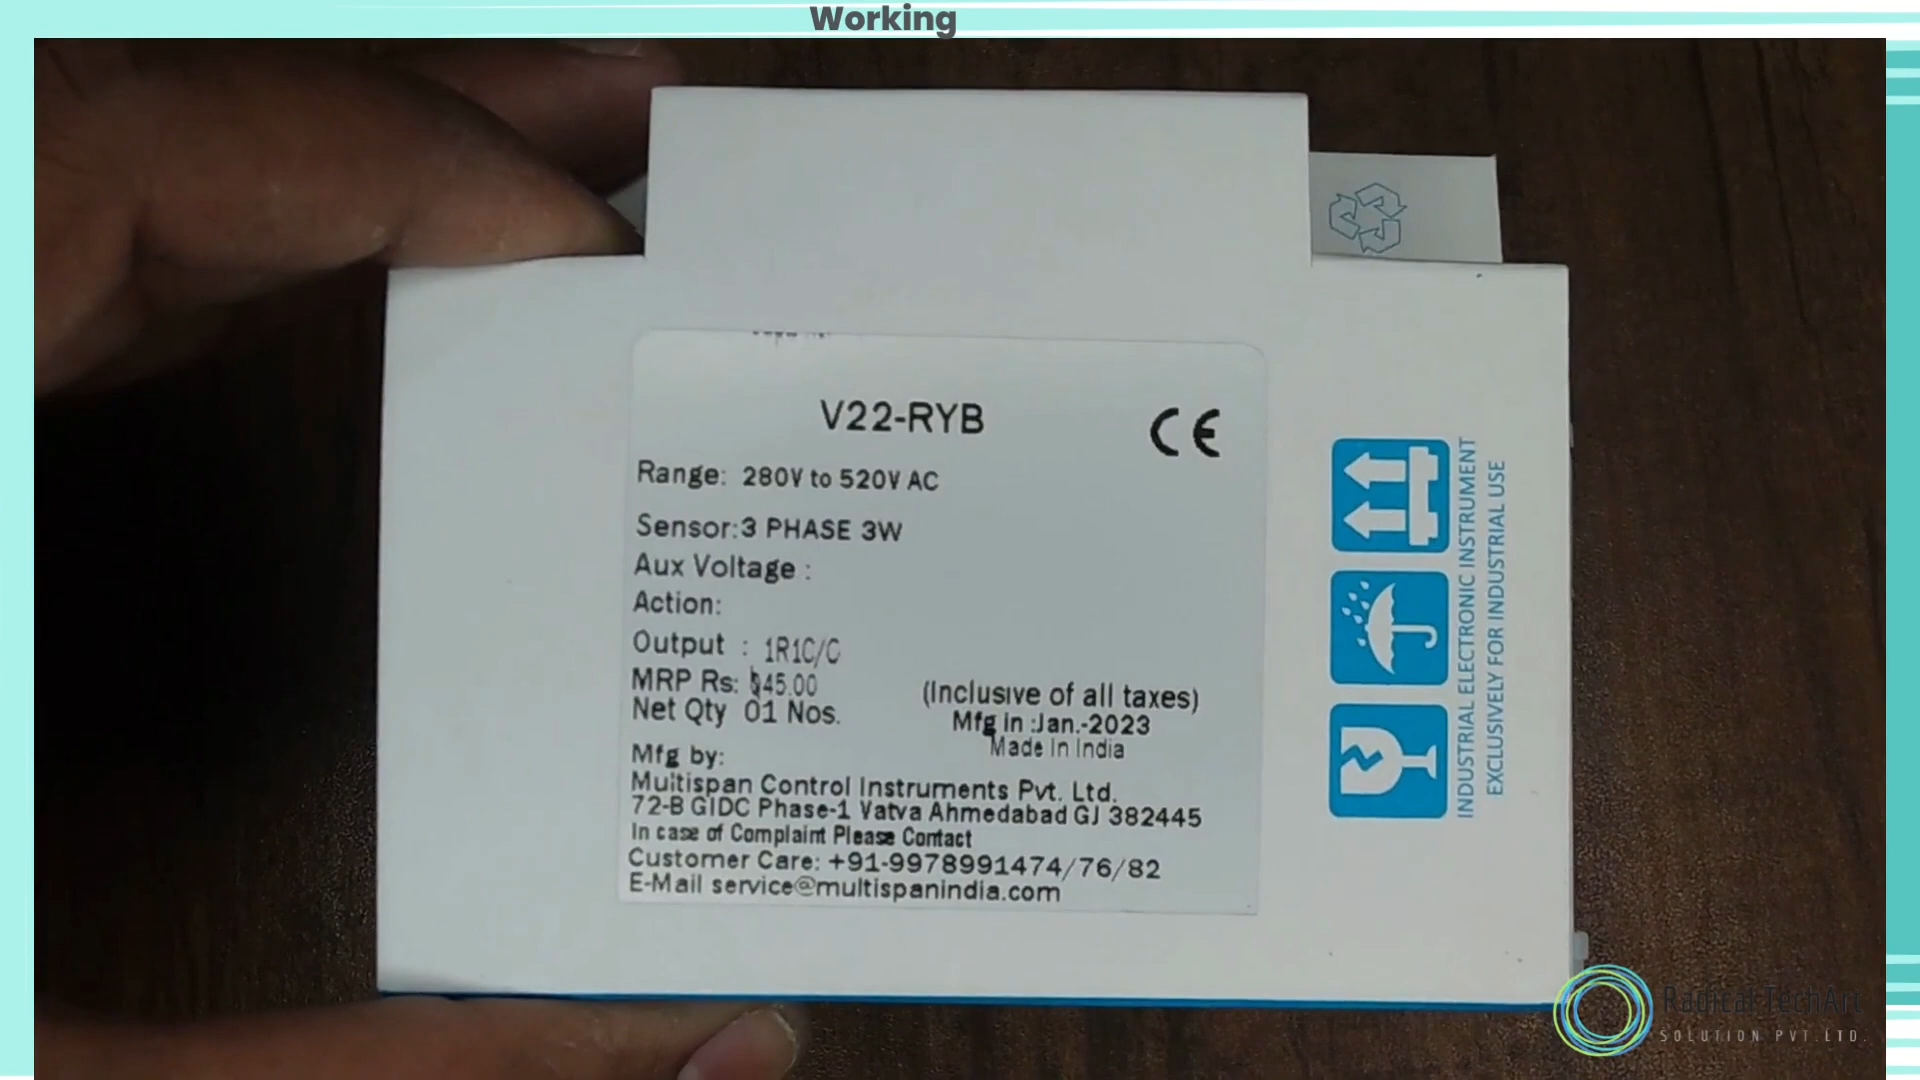 Working
V22-RYB
CE
Range: 280V to 520V AC
Sensor:3 PHASE 3W
Aux Voltage :
Action:
Output : 1R1C/C
MRP Rs:
(Inclusive of all taxes)
Net Qty 01 Nos.
Mfg in :Jan.-2023
Made In India
Mfg by:
Multispan Control Instruments Pvt. Ltd.
72-B GIDC Phase-1 Vatva Ahmedabad GJ 382445
In case of Complaint Please Contact
Customer Care: +91-9978991474/76/82
E-Mail service@multispanindia.com
INDUSTRIAL ELECTRONIC INSTRUMENT
EXCLUSIVELY FOR INDUSTRIAL USE
Radical TechArt
SOLUTION PVT.LTD.